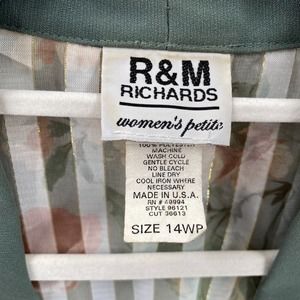 R&M
RICHARDS
women's petite
100% POLYESTER
MACHINE
WASH COLD
GENTLE CYCLE
NO BLEACH
LINE DRY
COOL IRON WHERE
NECESSARY
MADE IN U.S.A.
RN # 49994
STYLE 96121
CUT 36613
SIZE 14WP